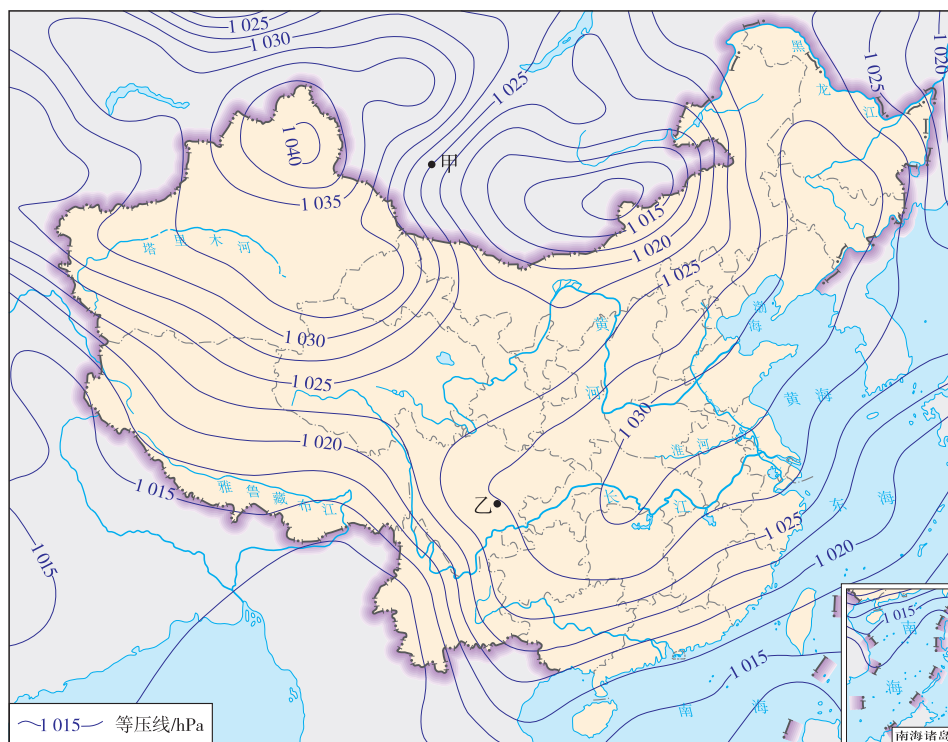 1 025
1 030
1 020
黑
1 025
1 025
龙
江
1 040
甲
1 035
1 015
塔里木河
1 020
1 025
渤
海
黄
1 030
1 025
河
黄海
1 030
1 020
淮河
1 015
雅鲁藏布江
乙
长
江
东海
1 025
1 020
1 015
1 015
南
1 015
海
南海
1 015 等压线/hPa
南海诸岛